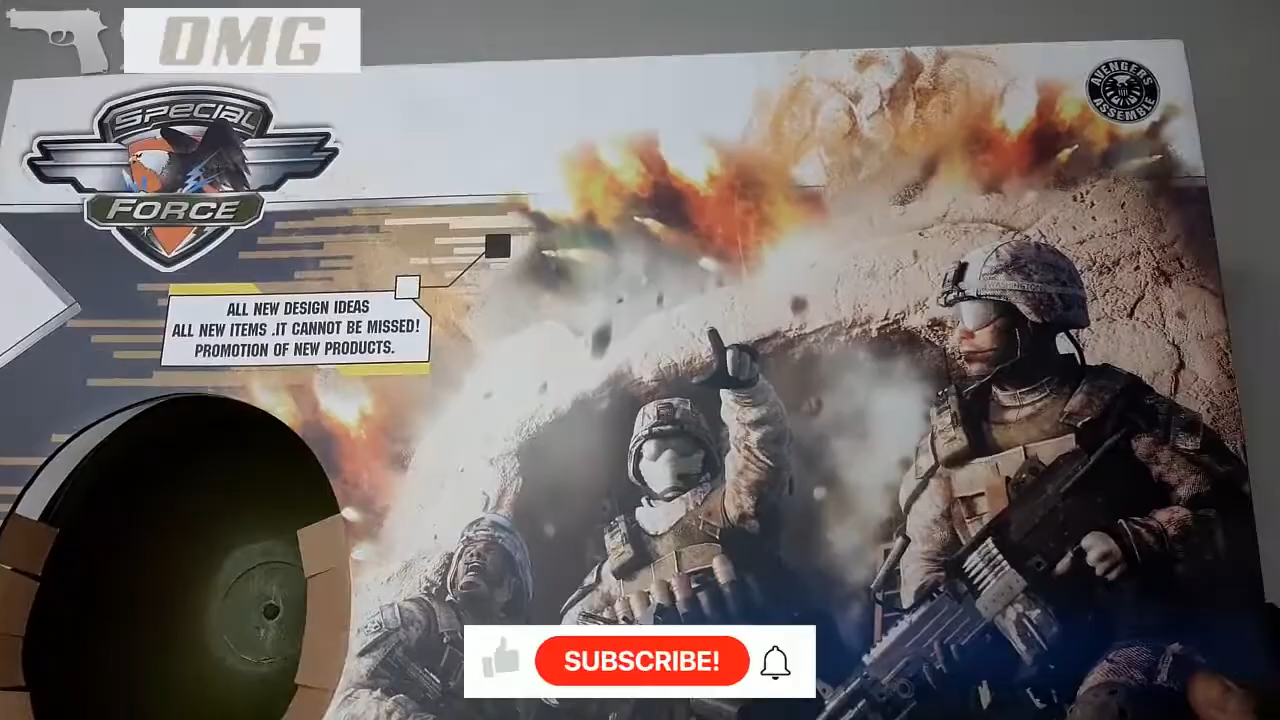 OMG
SPECIAL
FORCE
AVENGERS
ASSEMBLE
ALL NEW DESIGN IDEAS
ALL NEW ITEMS .IT CANNOT BE MISSED!
PROMOTION OF NEW PRODUCTS.
WASHINGTON
SUBSCRIBE!